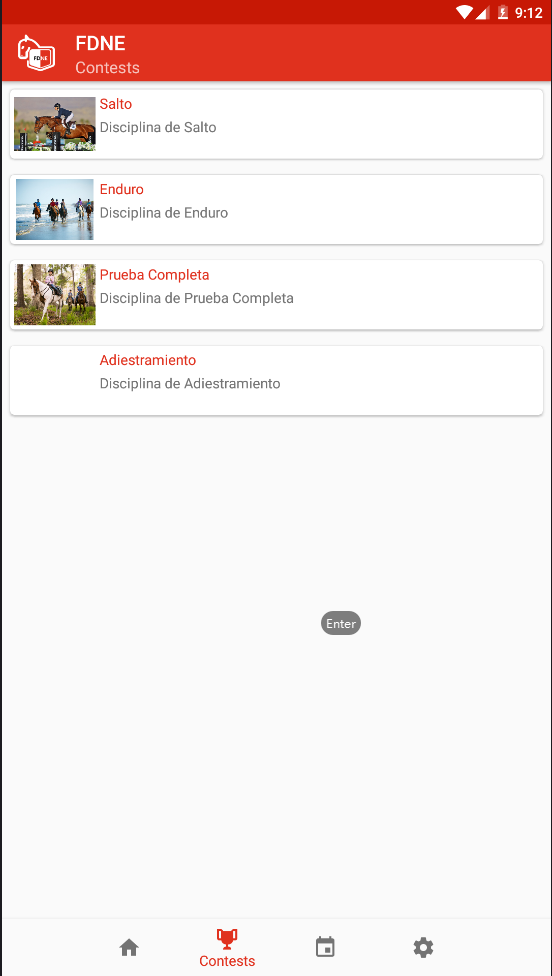 9:12
FDNE
FDNE
Contests
Salto
Disciplina de Salto
Enduro
Disciplina de Enduro
Prueba Completa
Disciplina de Prueba Completa
Adiestramiento
Disciplina de Adiestramiento
Enter
Contests